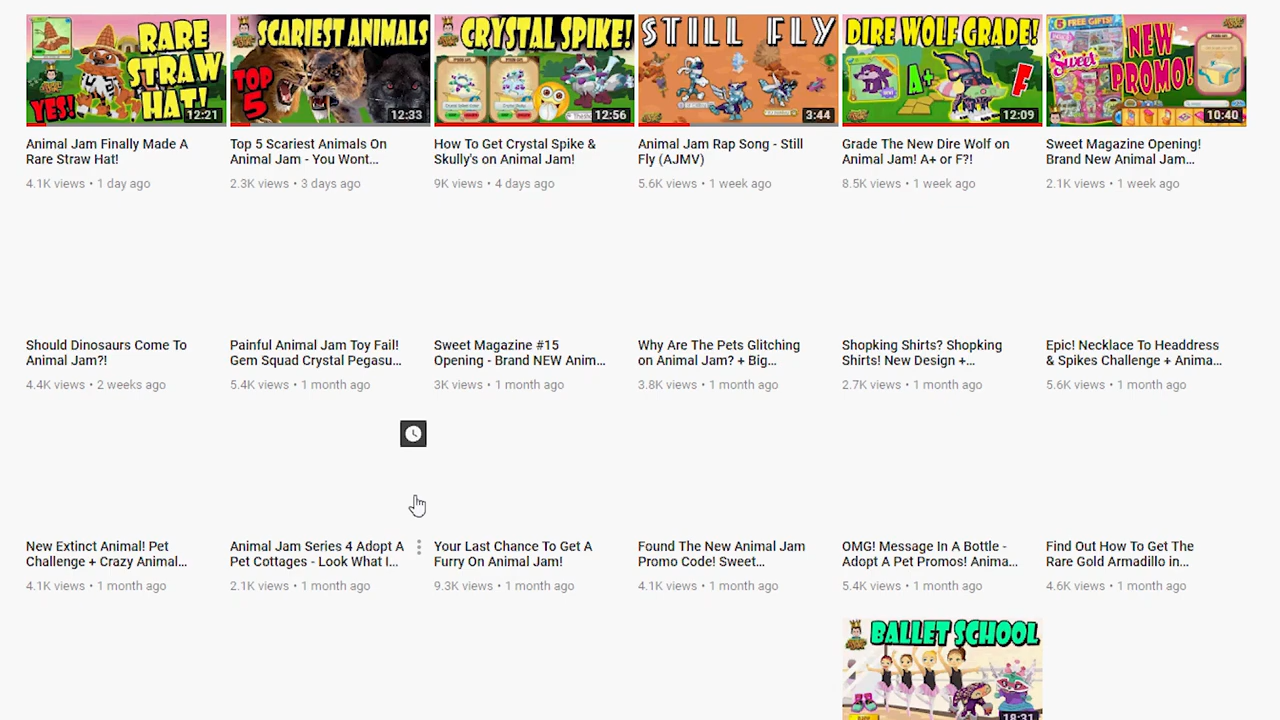 RARE
STRAW
HAT!
YES!
12:21
SCARIEST ANIMALS
TOP
5
12:33
CRYSTAL SPIKE!
12:56
STILL FLY
3:44
DIRE WOLF GRADE!
A+
F
12:09
5 FREE GIFTS!
Sweet
NEW
PROMO!
10:40
Animal Jam Finally Made A
Rare Straw Hat!
4.1K views • 1 day ago
Top 5 Scariest Animals On
Animal Jam - You Wont...
2.3K views • 3 days ago
How To Get Crystal Spike &
Skully's on Animal Jam!
9K views • 4 days ago
Animal Jam Rap Song - Still
Fly (AJMV)
5.6K views • 1 week ago
Grade The New Dire Wolf on
Animal Jam! A+ or F?!
8.5K views • 1 week ago
Sweet Magazine Opening!
Brand New Animal Jam...
2.1K views • 1 week ago
Should Dinosaurs Come To
Animal Jam?!
4.4K views • 2 weeks ago
Painful Animal Jam Toy Fail!
Gem Squad Crystal Pegasu...
5.4K views • 1 month ago
Sweet Magazine #15
Opening - Brand NEW Anim...
3K views • 1 month ago
Why Are The Pets Glitching
on Animal Jam? + Big...
3.8K views • 1 month ago
Shopking Shirts? Shopking
Shirts! New Design +...
2.7K views • 1 month ago
Epic! Necklace To Headdress
& Spikes Challenge + Anima...
5.6K views • 1 month ago
New Extinct Animal! Pet
Challenge + Crazy Animal...
4.1K views • 1 month ago
Animal Jam Series 4 Adopt A
Pet Cottages - Look What I...
2.1K views • 1 month ago
Your Last Chance To Get A
Furry On Animal Jam!
9.3K views • 1 month ago
Found The New Animal Jam
Promo Code! Sweet...
4.1K views • 1 month ago
OMG! Message In A Bottle -
Adopt A Pet Promos! Anima...
5.4K views • 1 month ago
Find Out How To Get The
Rare Gold Armadillo in...
4.6K views • 1 month ago
BALLET SCHOOL
18:31